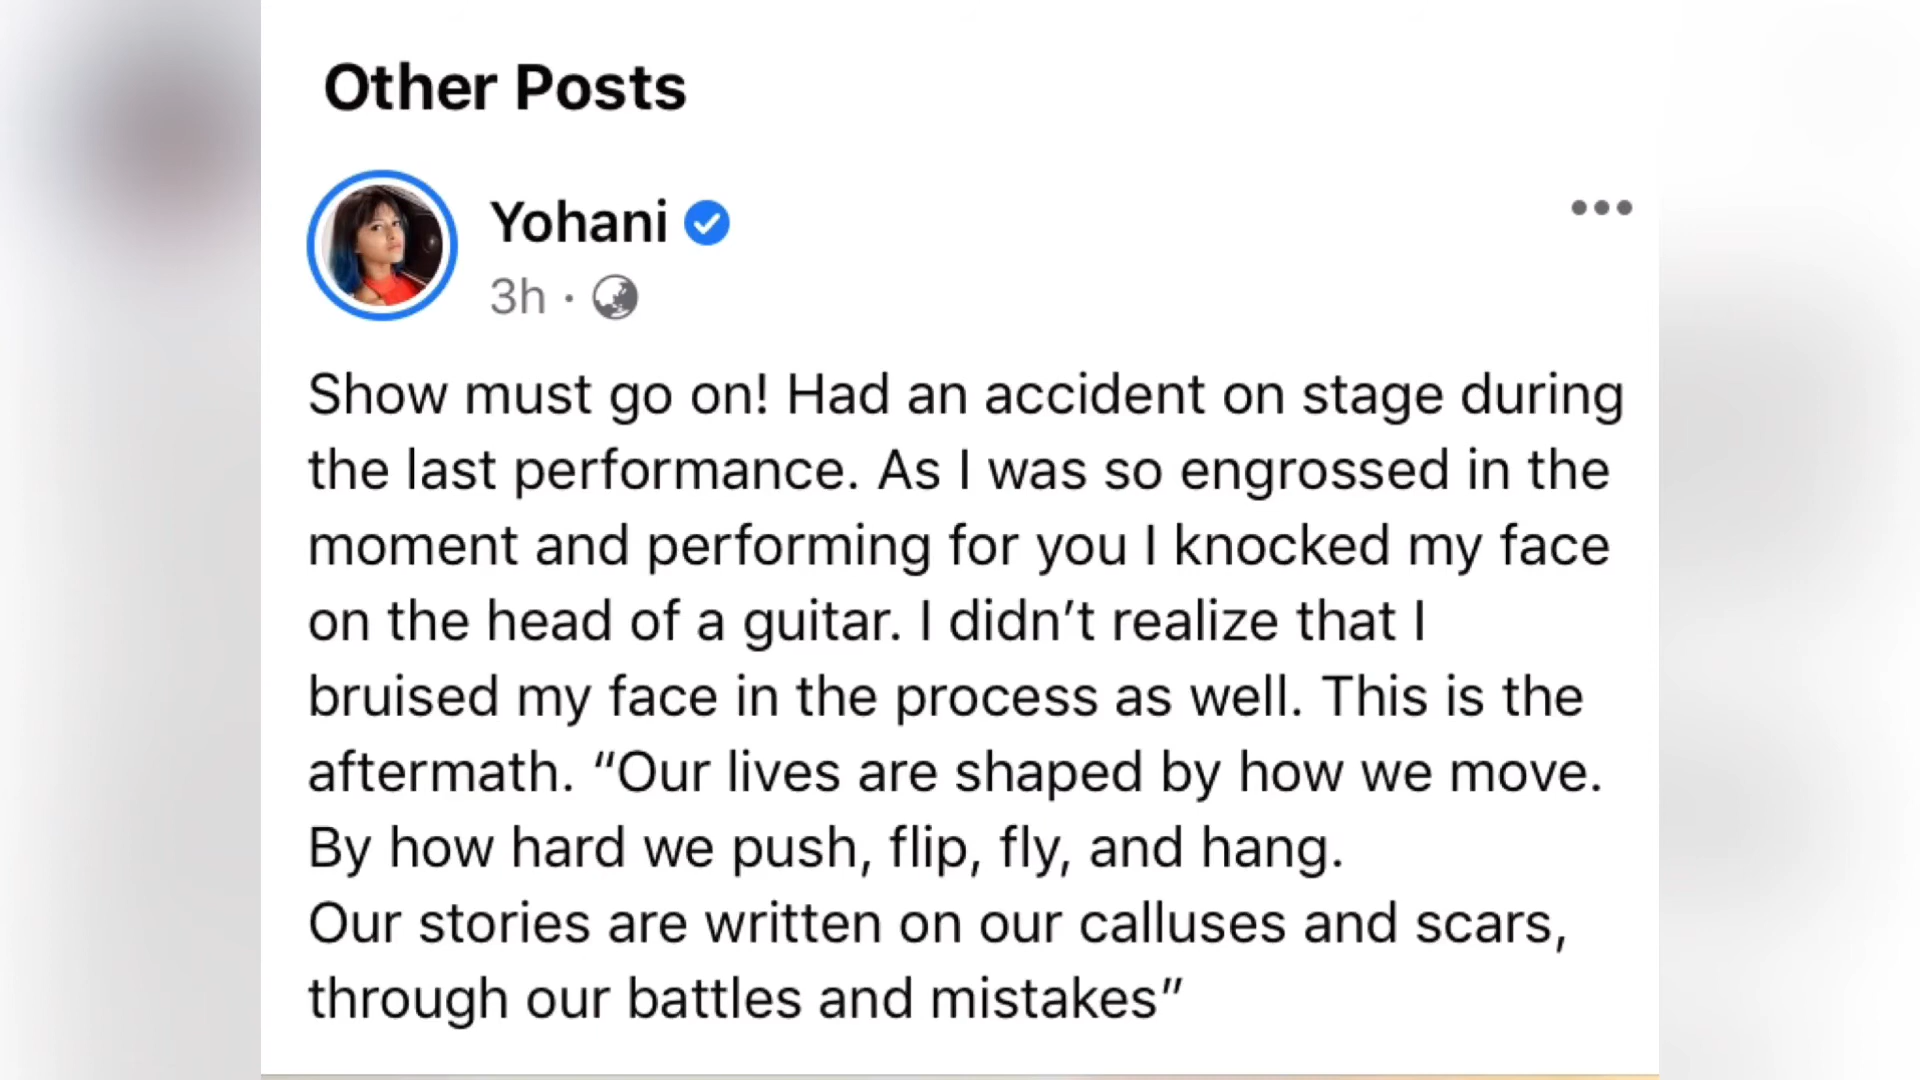 Other Posts
Yohani
3h ·
Show must go on! Had an accident on stage during
the last performance. As I was so engrossed in the
moment and performing for you I knocked my face
on the head of a guitar. I didn’t realize that I
bruised my face in the process as well. This is the
aftermath. “Our lives are shaped by how we move.
By how hard we push, flip, fly, and hang.
Our stories are written on our calluses and scars,
through our battles and mistakes”